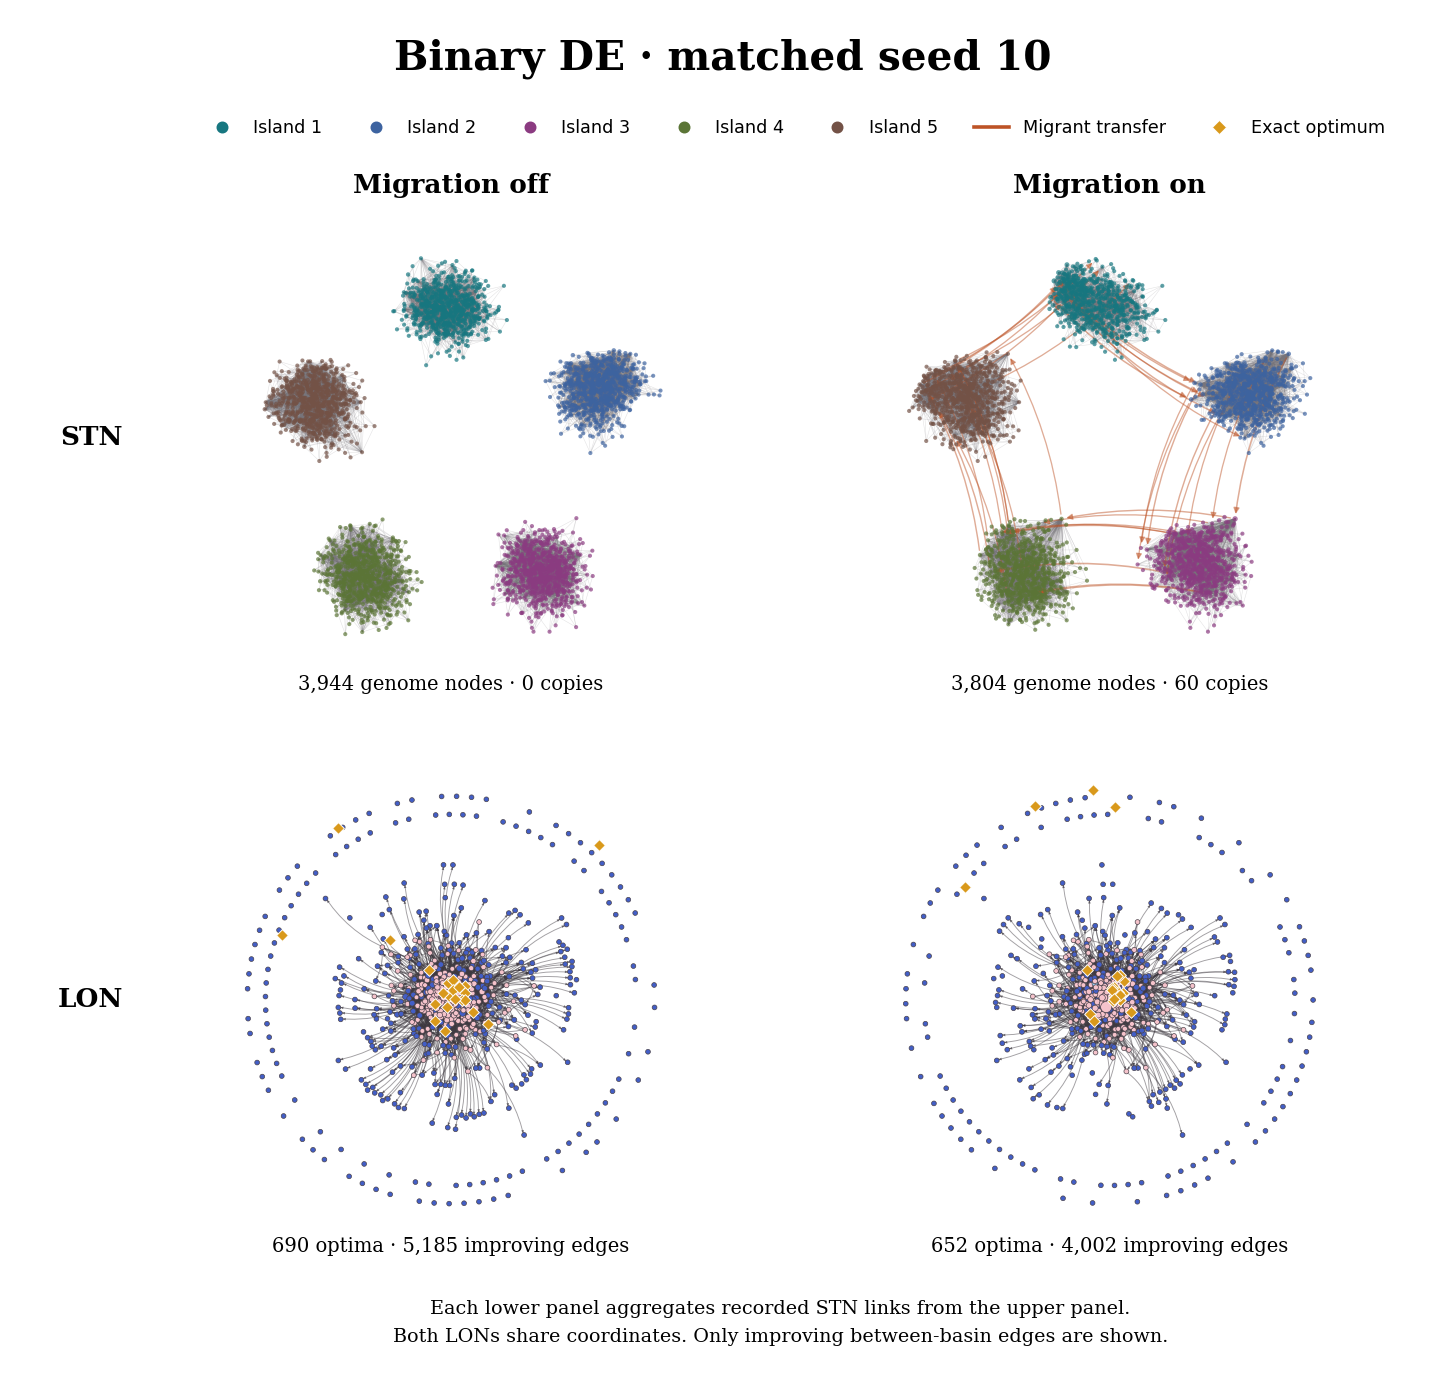 Binary DE · matched seed 10
Island 1 Island 2 Island 3 Island 4 Island 5 Migrant transfer Exact optimum
Migration off Migration on
STN
3,944 genome nodes · 0 copies 3,804 genome nodes · 60 copies
LON
690 optima · 5,185 improving edges 652 optima · 4,002 improving edges
Each lower panel aggregates recorded STN links from the upper panel.
Both LONs share coordinates. Only improving between-basin edges are shown.